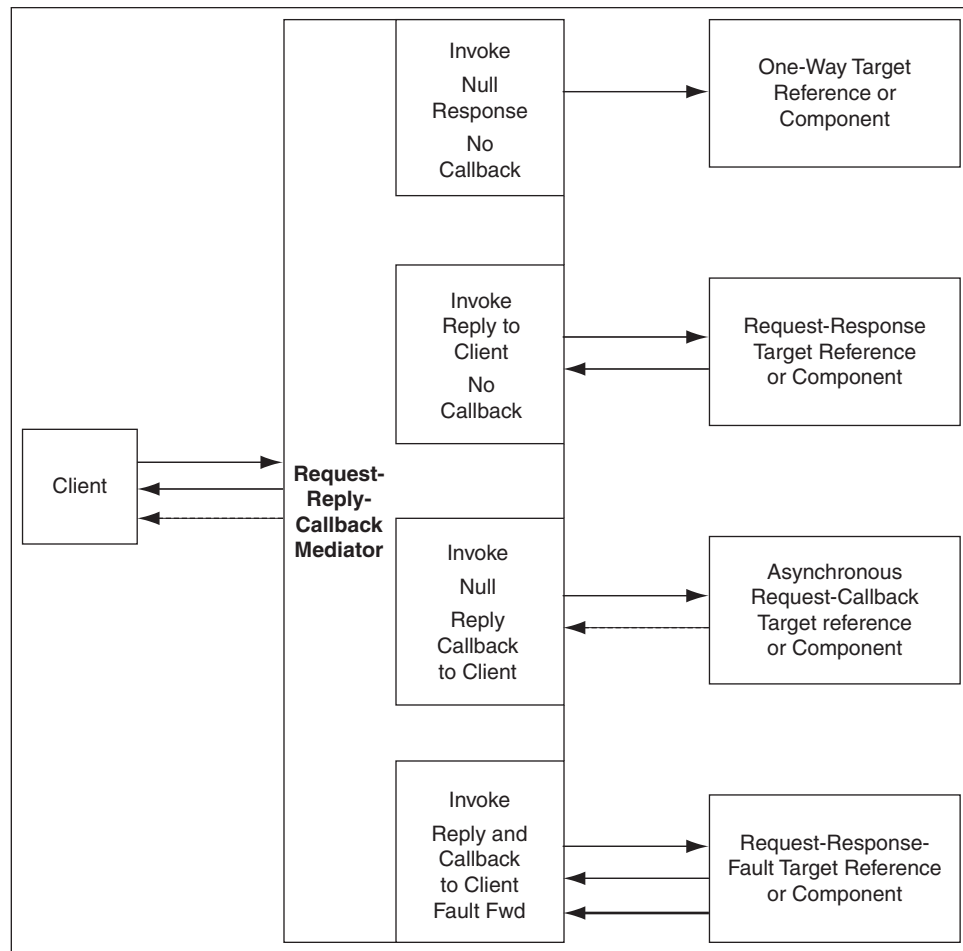 Invoke
Null
Response
No
Callback
One-Way Target
Reference or
Component
Invoke
Reply to
Client
No
Callback
Request-Response
Target Reference
or Component
Client
Request-
Reply-
Callback
Mediator
Invoke
Null
Reply
Callback
to Client
Asynchronous
Request-Callback
Target reference
or Component
Invoke
Reply and
Callback
to Client
Fault Fwd
Request-Response-
Fault Target Reference
or Component